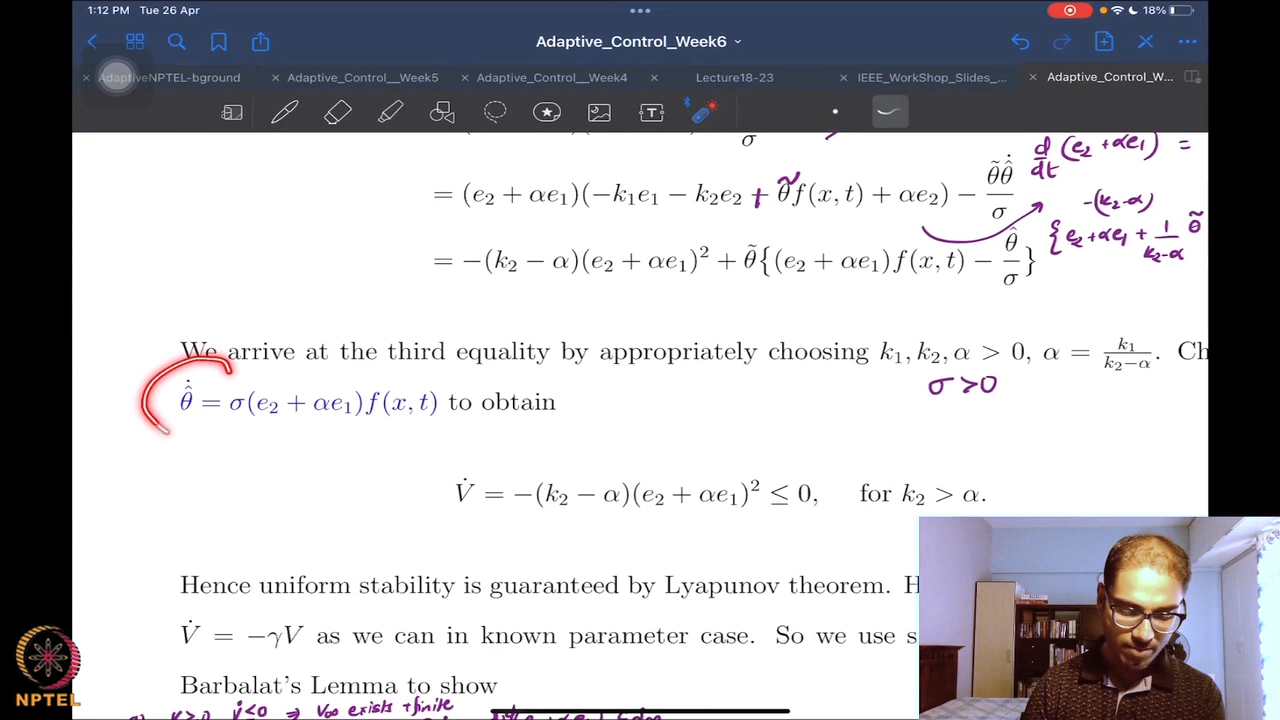 1:12 PM Tue 26 Apr
18%
Adaptive_Control_Week6
AdaptiveNPTEL-bground
Adaptive_Control__Week5
Adaptive_Control__Week4
Lecture18-23
IEEE_WorkShop_Slides_...
Adaptive_Control_W...
σ
d/dt (e₂ + αe₁) =
= (e₂ + αe₁)(−k₁e₁ − k₂e₂ + θ̃f(x, t) + αe₂) − θ̃θ̂̇/σ
-(k₂-α)
{e₂+αe₁ + 1/(k₂-α) θ̃
= −(k₂ − α)(e₂ + αe₁)² + θ̃{(e₂ + αe₁)f(x, t) − θ̂̇/σ}
We arrive at the third equality by appropriately choosing k₁, k₂, α > 0, α = k₁/(k₂−α). Ch
σ>0
θ̂̇ = σ(e₂ + αe₁)f(x, t) to obtain
V̇ = −(k₂ − α)(e₂ + αe₁)² ≤ 0, for k₂ > α.
Hence uniform stability is guaranteed by Lyapunov theorem. H
V̇ = −γV as we can in known parameter case. So we use s
Barbalat's Lemma to show
V≥0 V̇≤0 ⇒ V∞ exists + finite
NPTEL